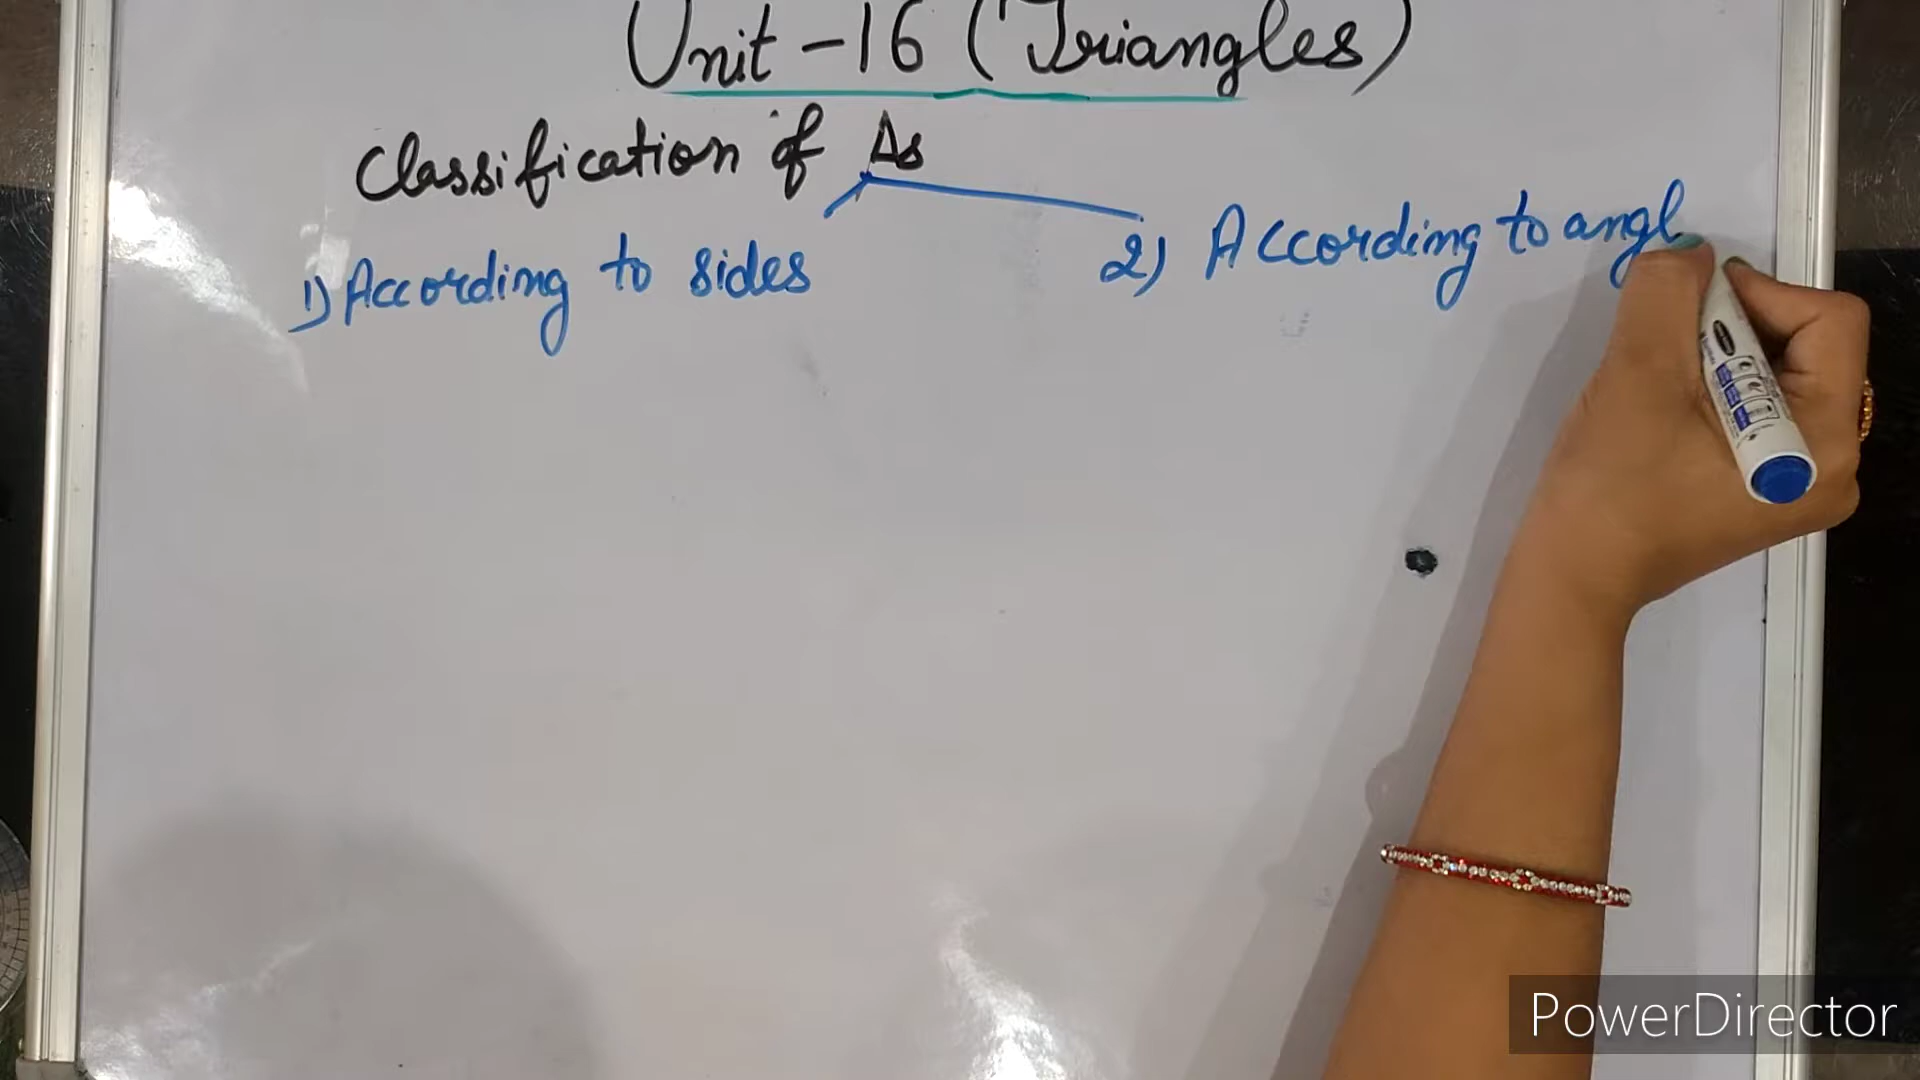 Unit - 16 (Triangles)
Classification of Δs
1) According to sides
2) According to angl
PowerDirector